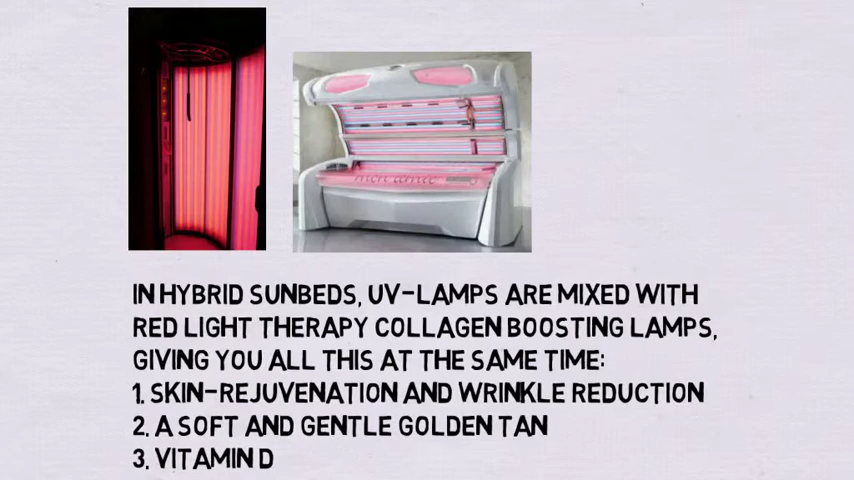 IN HYBRID SUNBEDS, UV-LAMPS ARE MIXED WITH
RED LIGHT THERAPY COLLAGEN BOOSTING LAMPS,
GIVING YOU ALL THIS AT THE SAME TIME:
1. SKIN-REJUVENATION AND WRINKLE REDUCTION
2. A SOFT AND GENTLE GOLDEN TAN
3. VITAMIN D